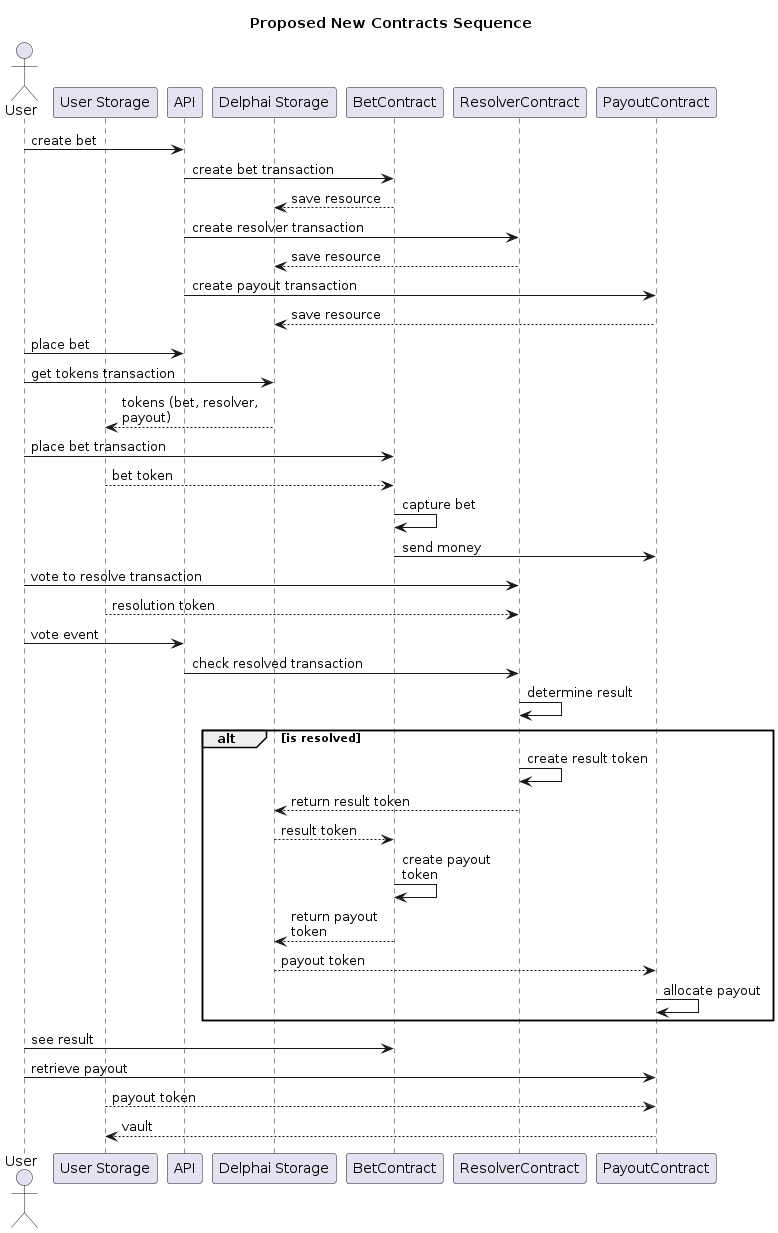 Proposed New Contracts Sequence
User
User Storage
API
Delphai Storage
BetContract
ResolverContract
PayoutContract
create bet
create bet transaction
save resource
create resolver transaction
save resource
create payout transaction
save resource
place bet
get tokens transaction
tokens (bet, resolver,
payout)
place bet transaction
bet token
capture bet
send money
vote to resolve transaction
resolution token
vote event
check resolved transaction
determine result
alt
[is resolved]
create result token
return result token
result token
create payout
token
return payout
token
payout token
allocate payout
see result
retrieve payout
payout token
vault
User
User Storage
API
Delphai Storage
BetContract
ResolverContract
PayoutContract